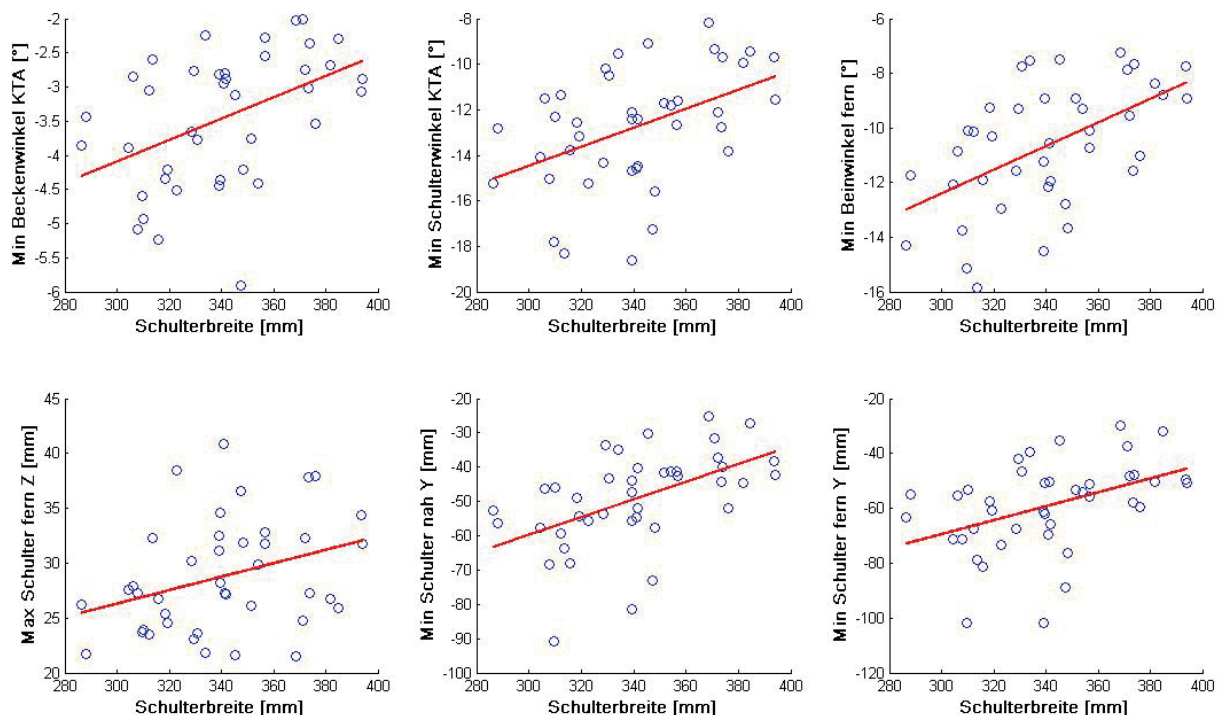 Min Beckenwinkel KTA [°]
-2
-2.5
-3
-3.5
-4
-4.5
-5
-5.5
-6
280 300 320 340 360 380 400
Schulterbreite [mm]
Min Schulterwinkel KTA [°]
-8
-10
-12
-14
-16
-18
-20
280 300 320 340 360 380 400
Schulterbreite [mm]
Min Beinwinkel fern [°]
-6
-8
-10
-12
-14
-16
280 300 320 340 360 380 400
Schulterbreite [mm]
Max Schulter fern Z [mm]
45
40
35
30
25
20
280 300 320 340 360 380 400
Schulterbreite [mm]
Min Schulter nah Y [mm]
-20
-30
-40
-50
-60
-70
-80
-90
-100
280 300 320 340 360 380 400
Schulterbreite [mm]
Min Schulter fern Y [mm]
-20
-40
-60
-80
-100
-120
280 300 320 340 360 380 400
Schulterbreite [mm]